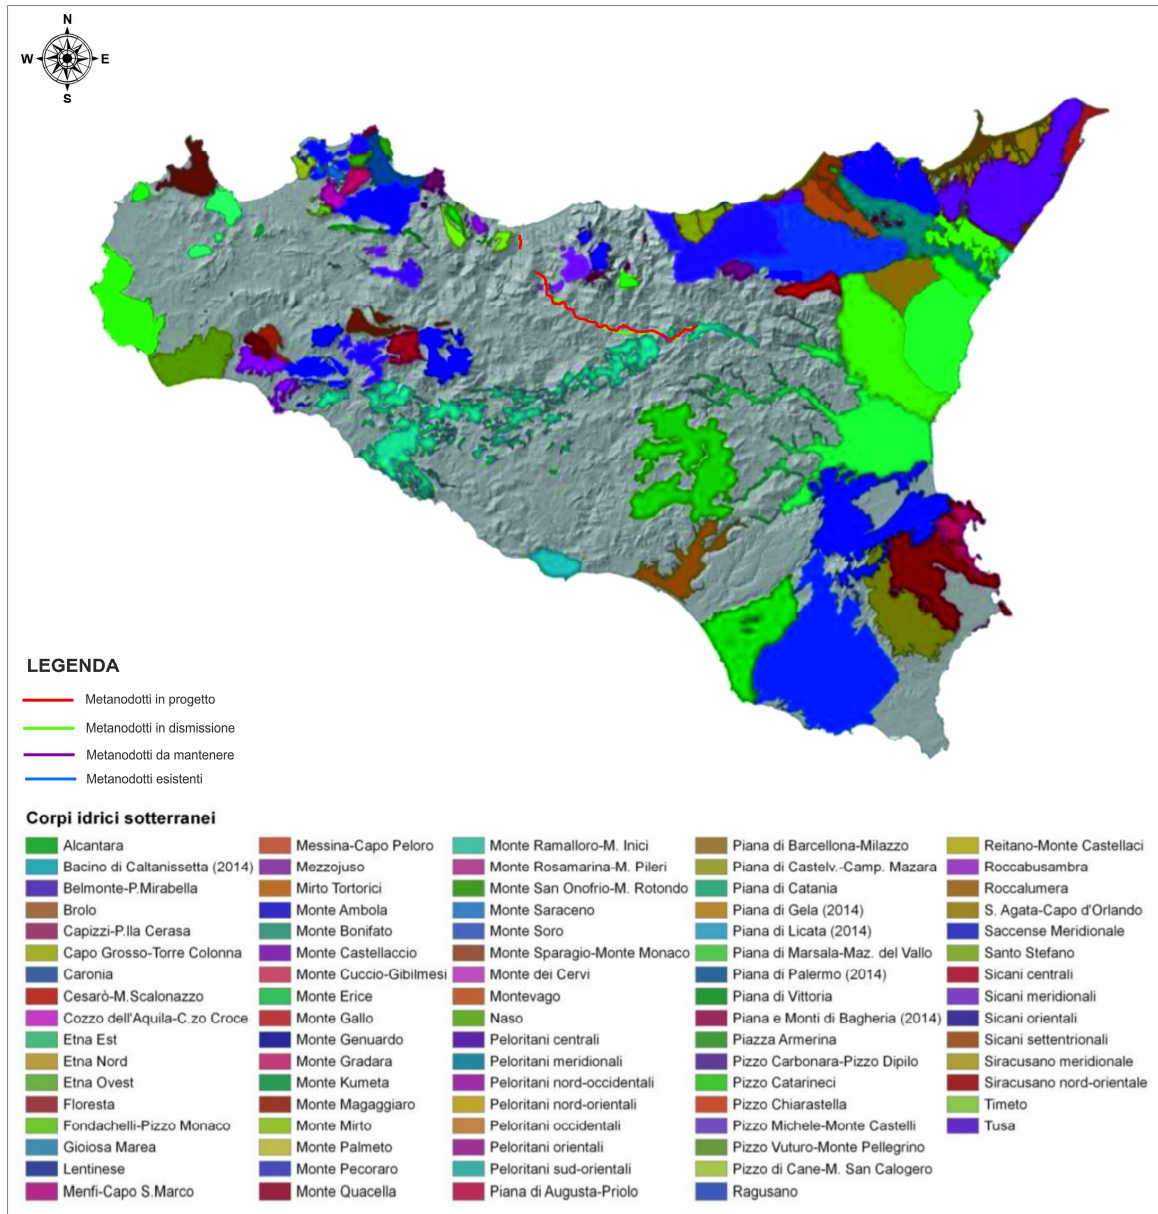 N
W
E
S
LEGENDA
Metanodotti in progetto
Metanodotti in dismissione
Metanodotti da mantenere
Metanodotti esistenti
Corpi idrici sotterranei
Alcantara
Bacino di Caltanissetta (2014)
Belmonte-P.Mirabella
Brolo
Capizzi-P.lla Cerasa
Capo Grosso-Torre Colonna
Caronia
Cesarò-M.Scalonazzo
Cozzo dell'Aquila-C.zo Croce
Etna Est
Etna Nord
Etna Ovest
Floresta
Fondachelli-Pizzo Monaco
Gioiosa Marea
Lentinese
Menfi-Capo S.Marco
Messina-Capo Peloro
Mezzojuso
Mirto Tortorici
Monte Ambola
Monte Bonifato
Monte Castellaccio
Monte Cuccio-Gibilmesi
Monte Erice
Monte Gallo
Monte Genuardo
Monte Gradara
Monte Kumeta
Monte Magaggiaro
Monte Mirto
Monte Palmeto
Monte Pecoraro
Monte Quacella
Monte Ramalloro-M. Inici
Monte Rosamarina-M. Pileri
Monte San Onofrio-M. Rotondo
Monte Saraceno
Monte Soro
Monte Sparagio-Monte Monaco
Monte dei Cervi
Montevago
Naso
Peloritani centrali
Peloritani meridionali
Peloritani nord-occidentali
Peloritani nord-orientali
Peloritani occidentali
Peloritani orientali
Peloritani sud-orientali
Piana di Augusta-Priolo
Piana di Barcellona-Milazzo
Piana di Castelv.-Camp. Mazara
Piana di Catania
Piana di Gela (2014)
Piana di Licata (2014)
Piana di Marsala-Maz. del Vallo
Piana di Palermo (2014)
Piana di Vittoria
Piana e Monti di Bagheria (2014)
Piazza Armerina
Pizzo Carbonara-Pizzo Dipilo
Pizzo Catarineci
Pizzo Chiarastella
Pizzo Michele-Monte Castelli
Pizzo Vuturo-Monte Pellegrino
Pizzo di Cane-M. San Calogero
Ragusano
Reitano-Monte Castellaci
Roccabusambra
Roccalumera
S. Agata-Capo d'Orlando
Saccense Meridionale
Santo Stefano
Sicani centrali
Sicani meridionali
Sicani orientali
Sicani settentrionali
Siracusano meridionale
Siracusano nord-orientale
Timeto
Tusa